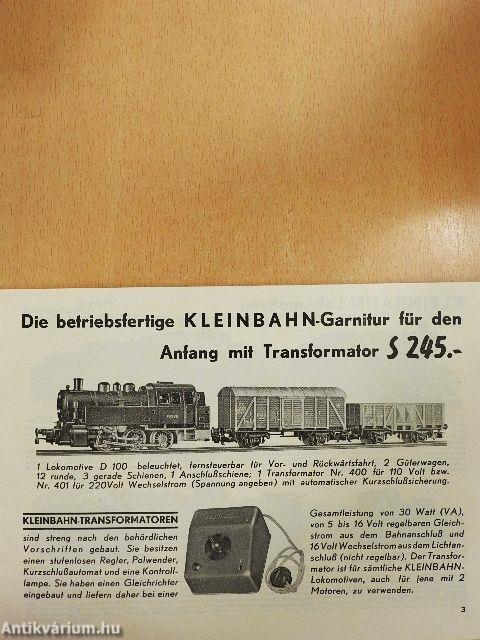 Die betriebsfertige KLEINBAHN-Garnitur für den
Anfang mit Transformator S 245.-
1 Lokomotive D 100 beleuchtet, fernsteuerbar für Vor- und Rückwärtsfahrt, 2 Güterwagen,
12 runde, 3 gerade Schienen, 1 Anschlußschiene; 1 Transformator Nr. 400 für 110 Volt bzw.
Nr. 401 für 220 Volt Wechselstrom (Spannung angeben) mit automatischer Kurzschlußsicherung.
KLEINBAHN-TRANSFORMATOREN
sind streng nach den behördlichen
Vorschriften gebaut. Sie besitzen
einen stufenlosen Regler, Polwender,
Kurzschlußautomat und eine Kontroll-
lampe. Sie haben einen Gleichrichter
eingebaut und liefern daher bei einer
Gesamtleistung von 30 Watt (VA),
von 5 bis 16 Volt regelbaren Gleich-
strom aus dem Bahnanschluß und
16 Volt Wechselstrom aus dem Lichtan-
schluß (nicht regelbar). Der Transfor-
mator ist für sämtliche KLEINBAHN-
Lokomotiven, auch für jene mit 2
Motoren, zu verwenden.
3
Antikvárium.hu